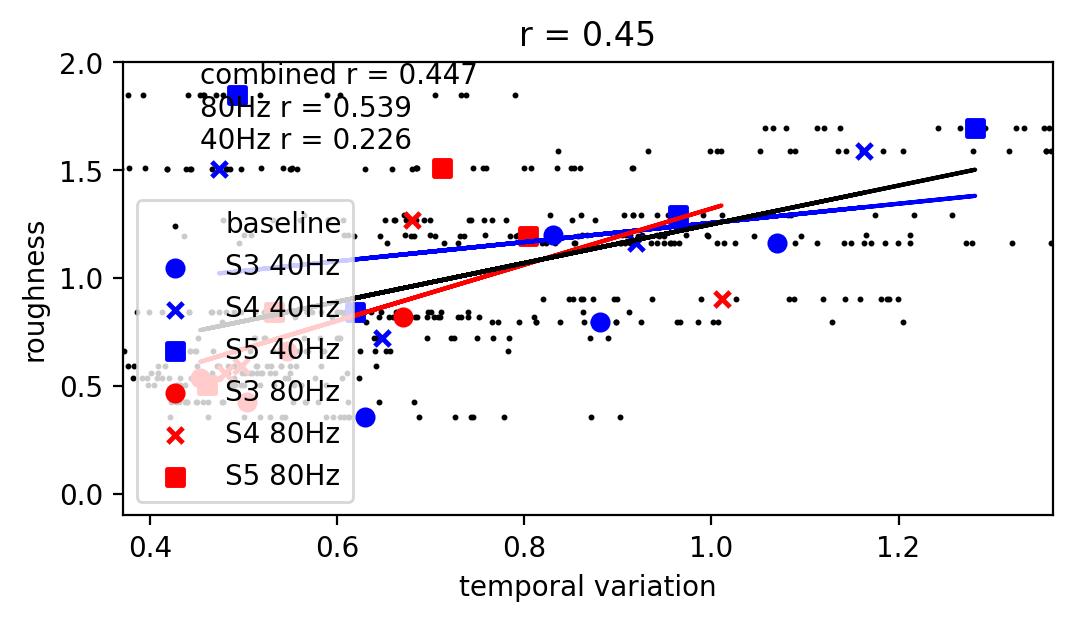 r = 0.45
combined r = 0.447
80Hz r = 0.539
40Hz r = 0.226
baseline
S3 40Hz
S4 40Hz
S5 40Hz
S3 80Hz
S4 80Hz
S5 80Hz
roughness
2.0
1.5
1.0
0.5
0.0
0.4 0.6 0.8 1.0 1.2
temporal variation